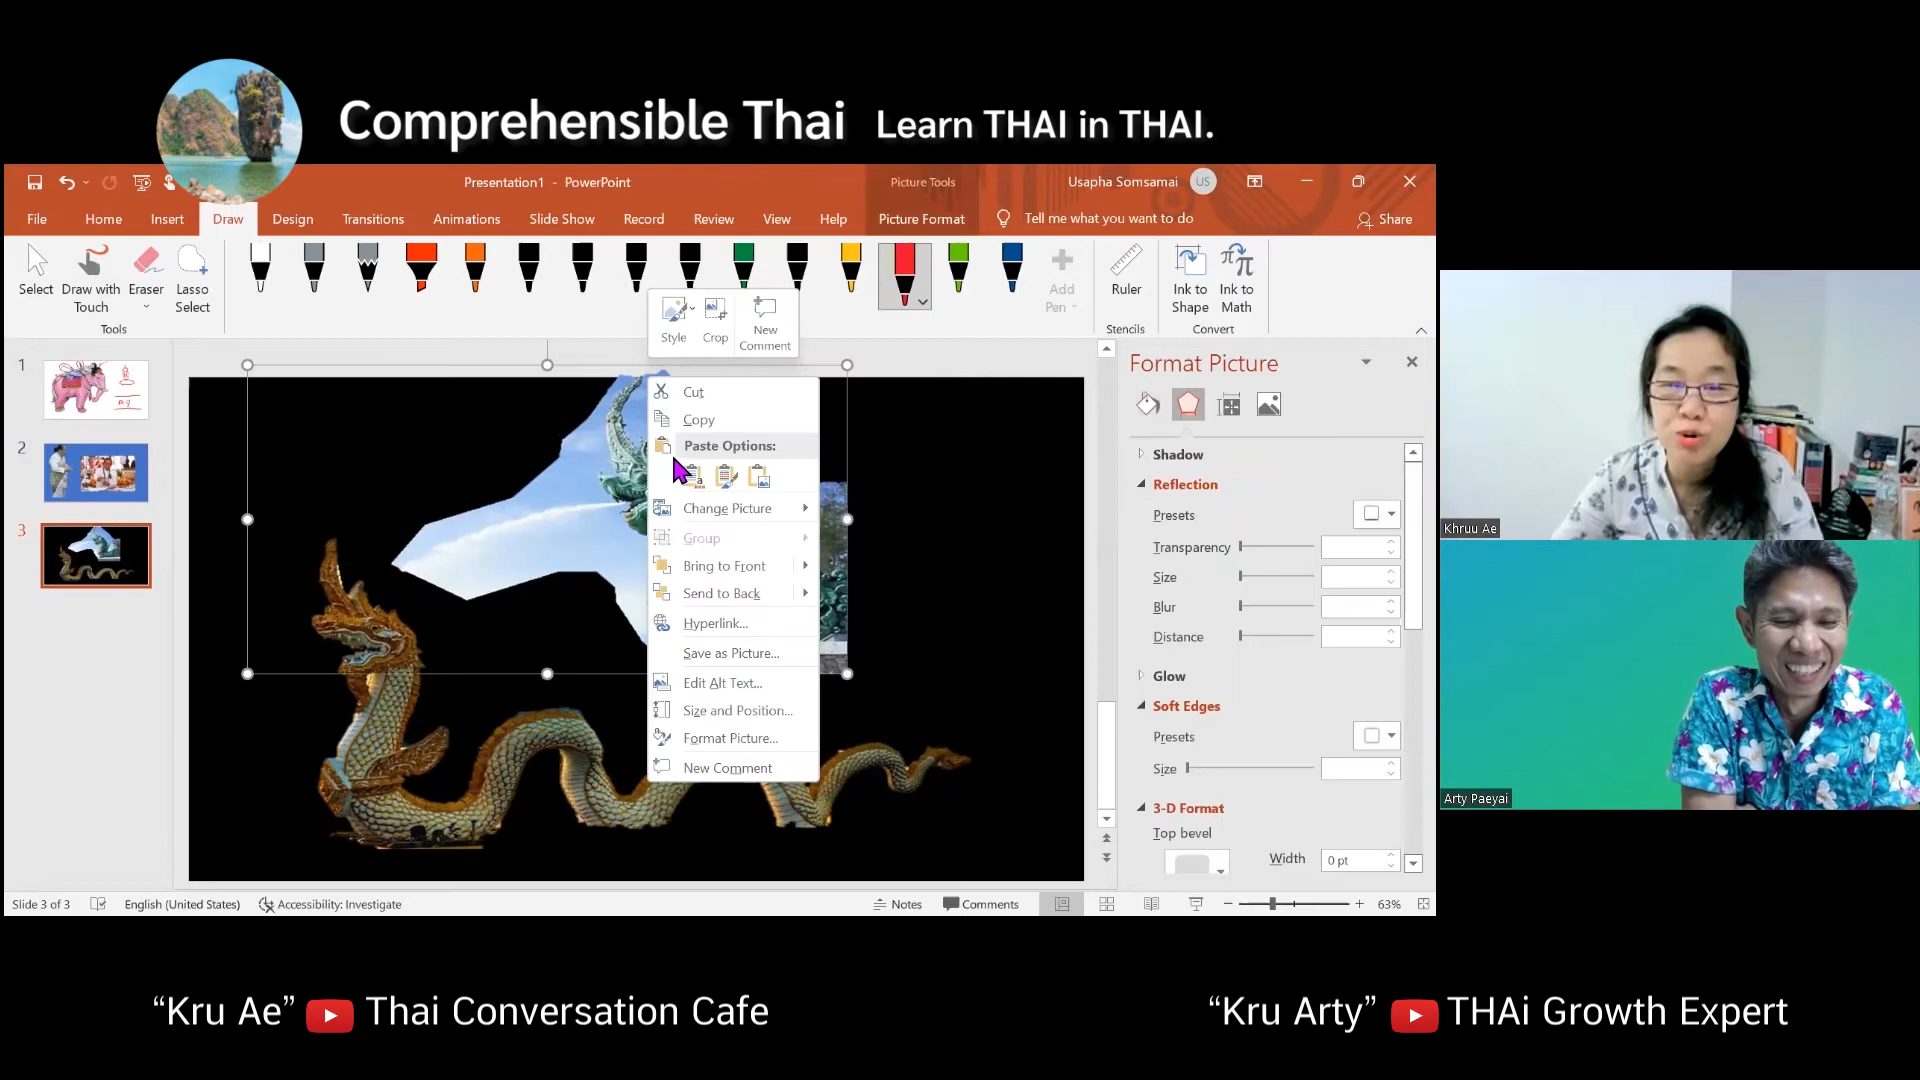 Comprehensible Thai Learn THAI in THAI.
Presentation1 - PowerPoint
Picture Tools
Usapha Somsamai US
File Home Insert Draw Design Transitions Animations Slide Show Record Review View Help Picture Format Tell me what you want to do Share
Select
Draw with Touch
Eraser
Lasso Select
Tools
Add Pen
Ruler
Stencils
Ink to Shape
Ink to Math
Convert
Style
Crop
New Comment
1
2
3
Cut
Copy
Paste Options:
Change Picture
Group
Bring to Front
Send to Back
Hyperlink...
Save as Picture...
Edit Alt Text...
Size and Position...
Format Picture...
New Comment
Format Picture
Shadow
Reflection
Presets
Transparency
Size
Blur
Distance
Glow
Soft Edges
Presets
Size
3-D Format
Top bevel
Width 0 pt
Khruu Ae
Arty Paeyai
Slide 3 of 3 English (United States) Accessibility: Investigate Notes Comments 63%
“Kru Ae” Thai Conversation Cafe
“Kru Arty” THAi Growth Expert